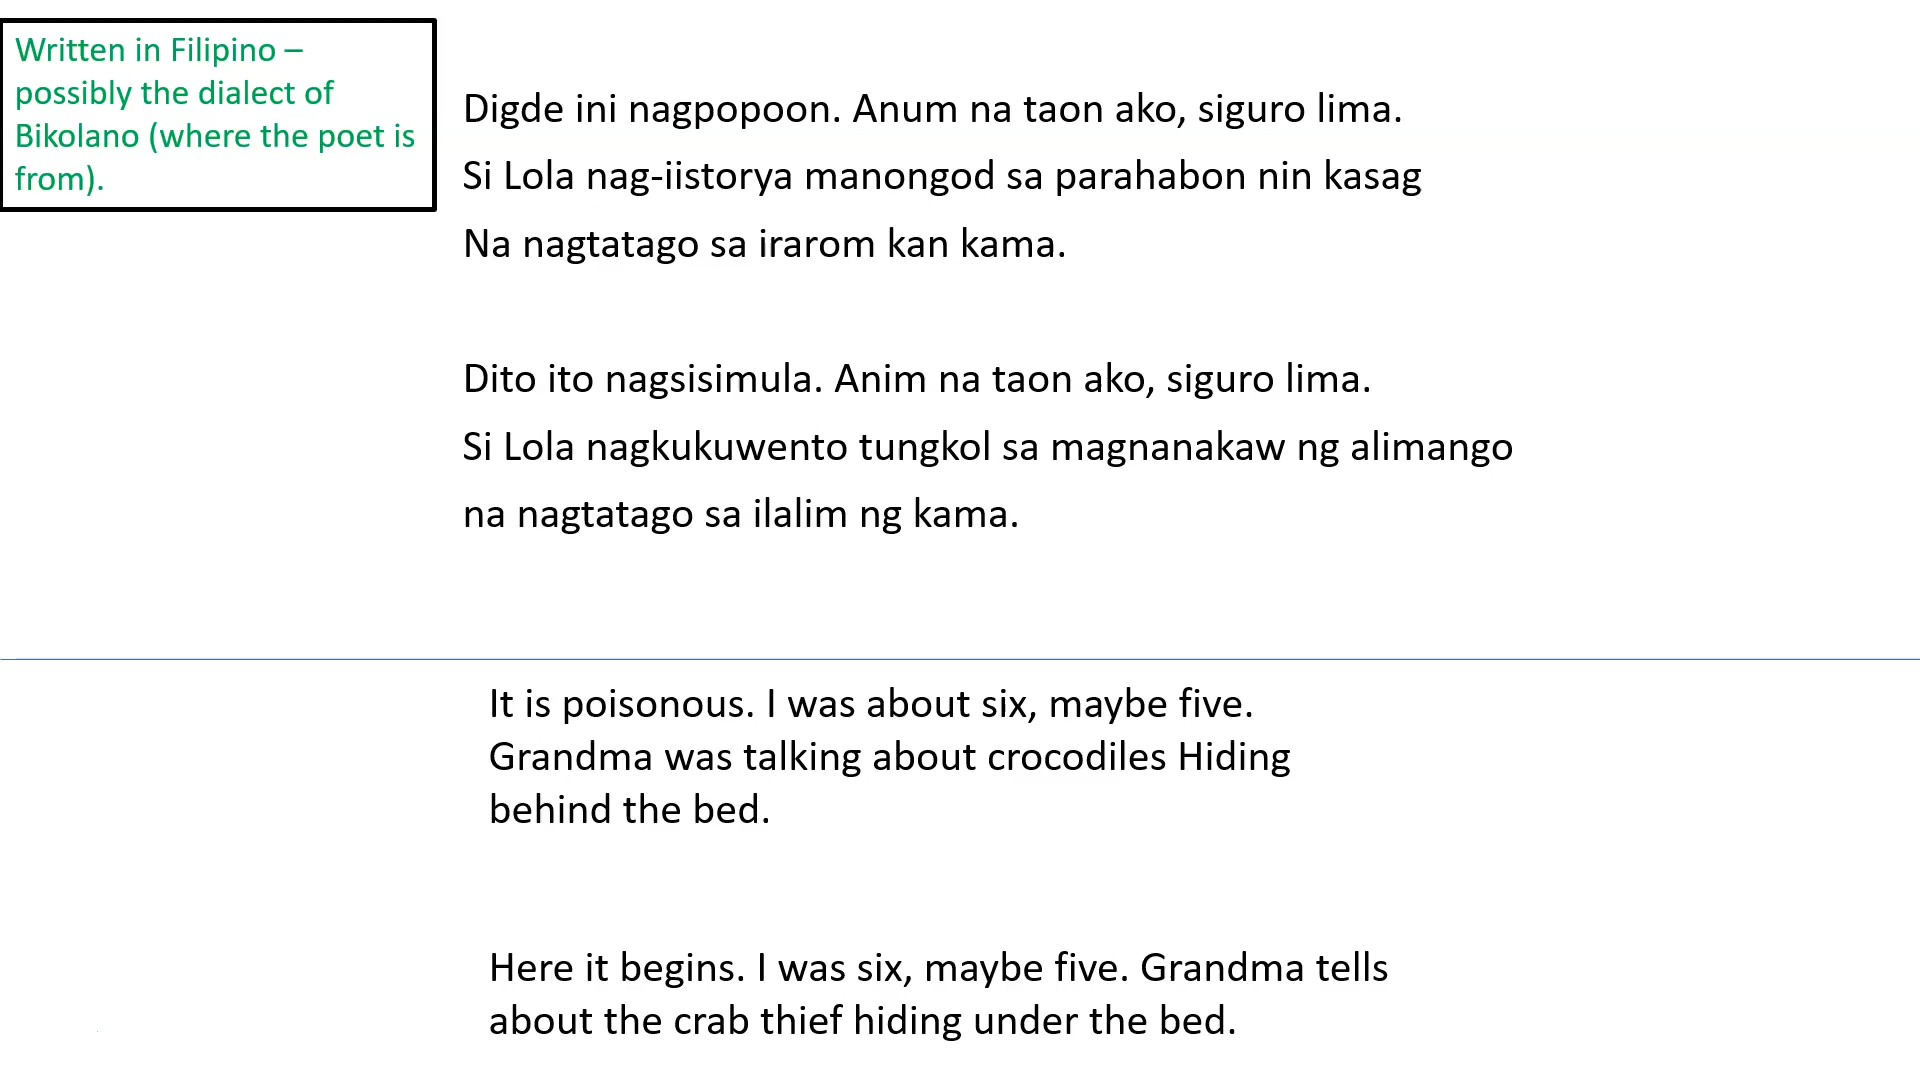 Written in Filipino –
possibly the dialect of
Bikolano (where the poet is
from).
Digde ini nagpopoon. Anum na taon ako, siguro lima.
Si Lola nag-iistorya manongod sa parahabon nin kasag
Na nagtatago sa irarom kan kama.
Dito ito nagsisimula. Anim na taon ako, siguro lima.
Si Lola nagkukuwento tungkol sa magnanakaw ng alimango
na nagtatago sa ilalim ng kama.
It is poisonous. I was about six, maybe five.
Grandma was talking about crocodiles Hiding
behind the bed.
Here it begins. I was six, maybe five. Grandma tells
about the crab thief hiding under the bed.